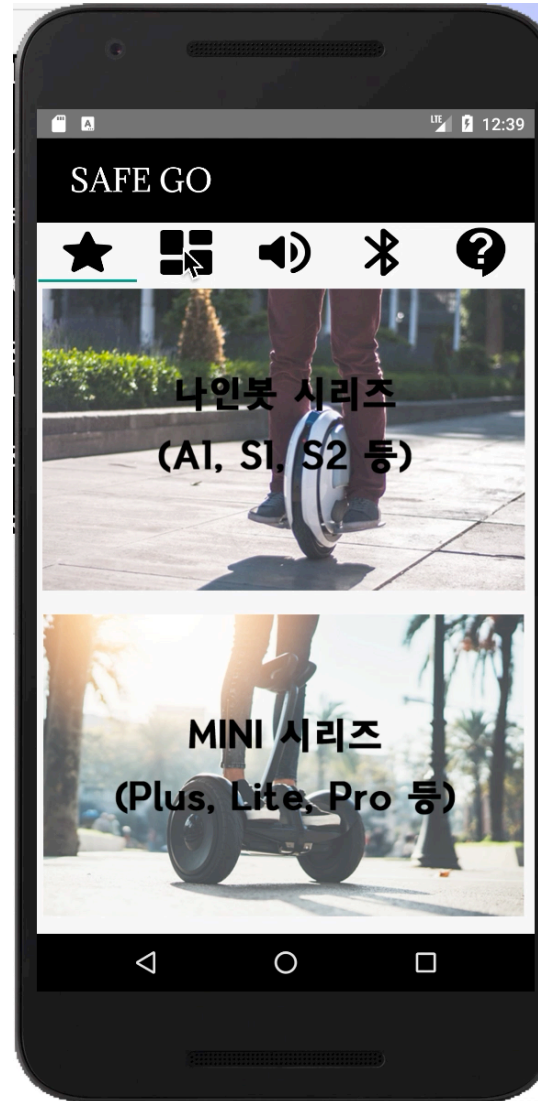 LTE 12:39
SAFE GO
나인봇 시리즈
(A1, S1, S2 등)
MINI 시리즈
(Plus, Lite, Pro 등)